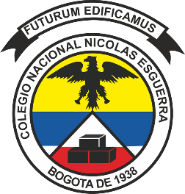 FUTURUM EDIFICAMUS
COLEGIO NACIONAL NICOLAS ESGUERRA
BOGOTA DE 1938